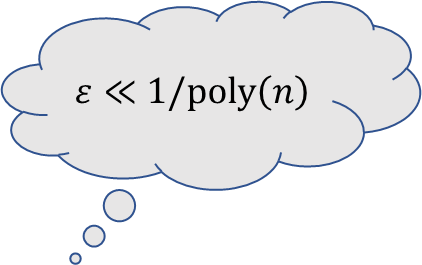 ε ≪ 1/poly(n)